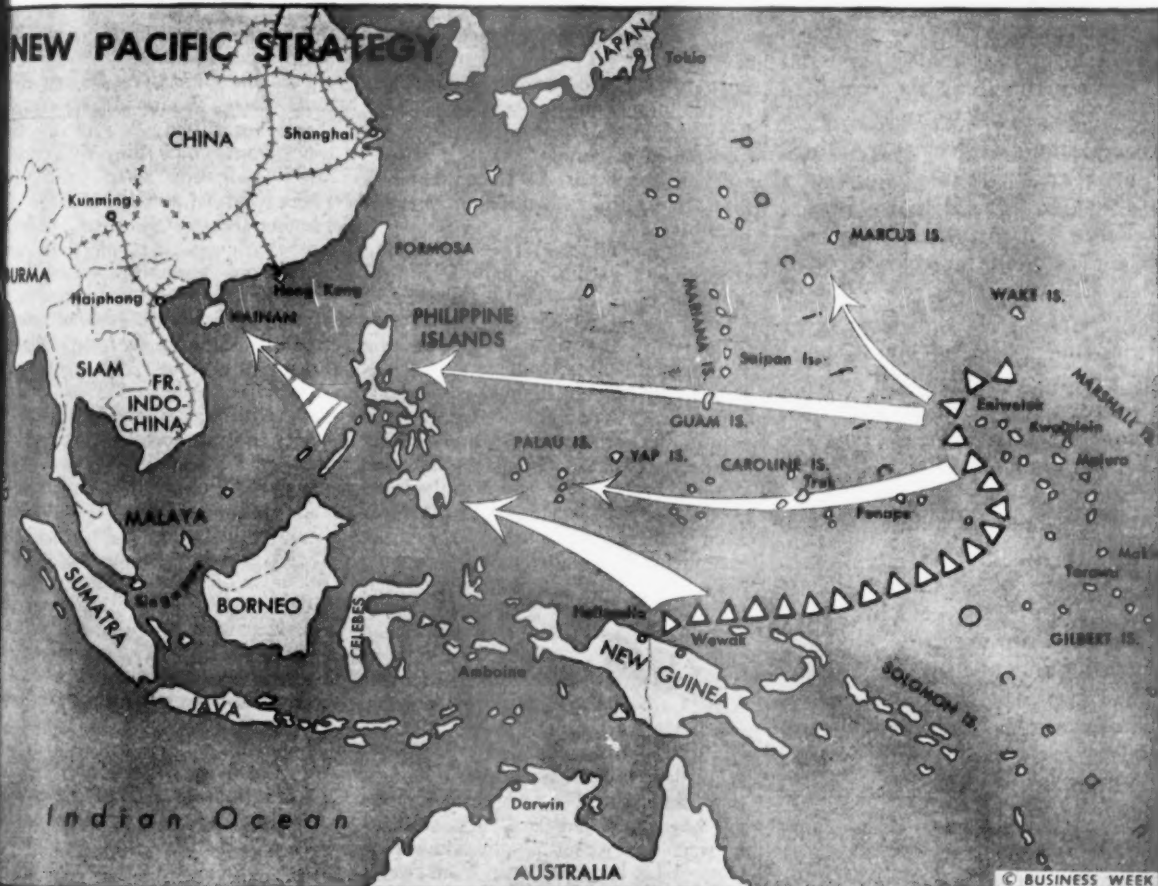 NEW PACIFIC STRATEGY
JAPAN
Tokio
CHINA
Shanghai
Kunming
FORMOSA
MARCUS IS.
BURMA
Haiphong
Hong Kong
HAINAN
PHILIPPINE
ISLANDS
MARIANA IS.
WAKE IS.
SIAM
FR.
INDO-
CHINA
Saipan Is.
MARSHALL IS.
Eniwetok
Kwajalein
GUAM IS.
PALAU IS.
YAP IS.
CAROLINE IS.
Truk
Majuro
Ponape
MALAYA
Makin
Tarawa
SUMATRA
BORNEO
CELEBES
Hollandia
Wewak
GILBERT IS.
NEW
GUINEA
Amboina
SOLOMON IS.
JAVA
Indian Ocean
Darwin
AUSTRALIA
© BUSINESS WEEK